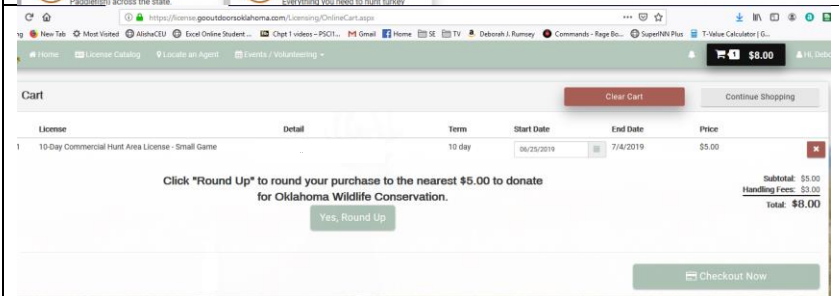 Paddlefish across the state.
Everything you need to hunt turkey
https://license.gooutdoorsoklahoma.com/Licensing/OnlineCart.aspx
ng New Tab Most Visited AlishaCEU Excel Online Student ... Chpt 1 videos – PSCI1... M Gmail Home SE TV Deborah J. Rumsey Commands - Rage Bo... SuperINN Plus T-Value Calculator | G...
Home License Catalog Locate an Agent Events / Volunteering 1 $8.00 Hi, Debo
Cart Clear Cart Continue Shopping
License Detail Term Start Date End Date Price
1 10-Day Commercial Hunt Area License - Small Game 10 day 06/25/2019 7/4/2019 $5.00
Click "Round Up" to round your purchase to the nearest $5.00 to donate
for Oklahoma Wildlife Conservation.
Yes, Round Up
Subtotal: $5.00
Handling Fees: $3.00
Total: $8.00
Checkout Now